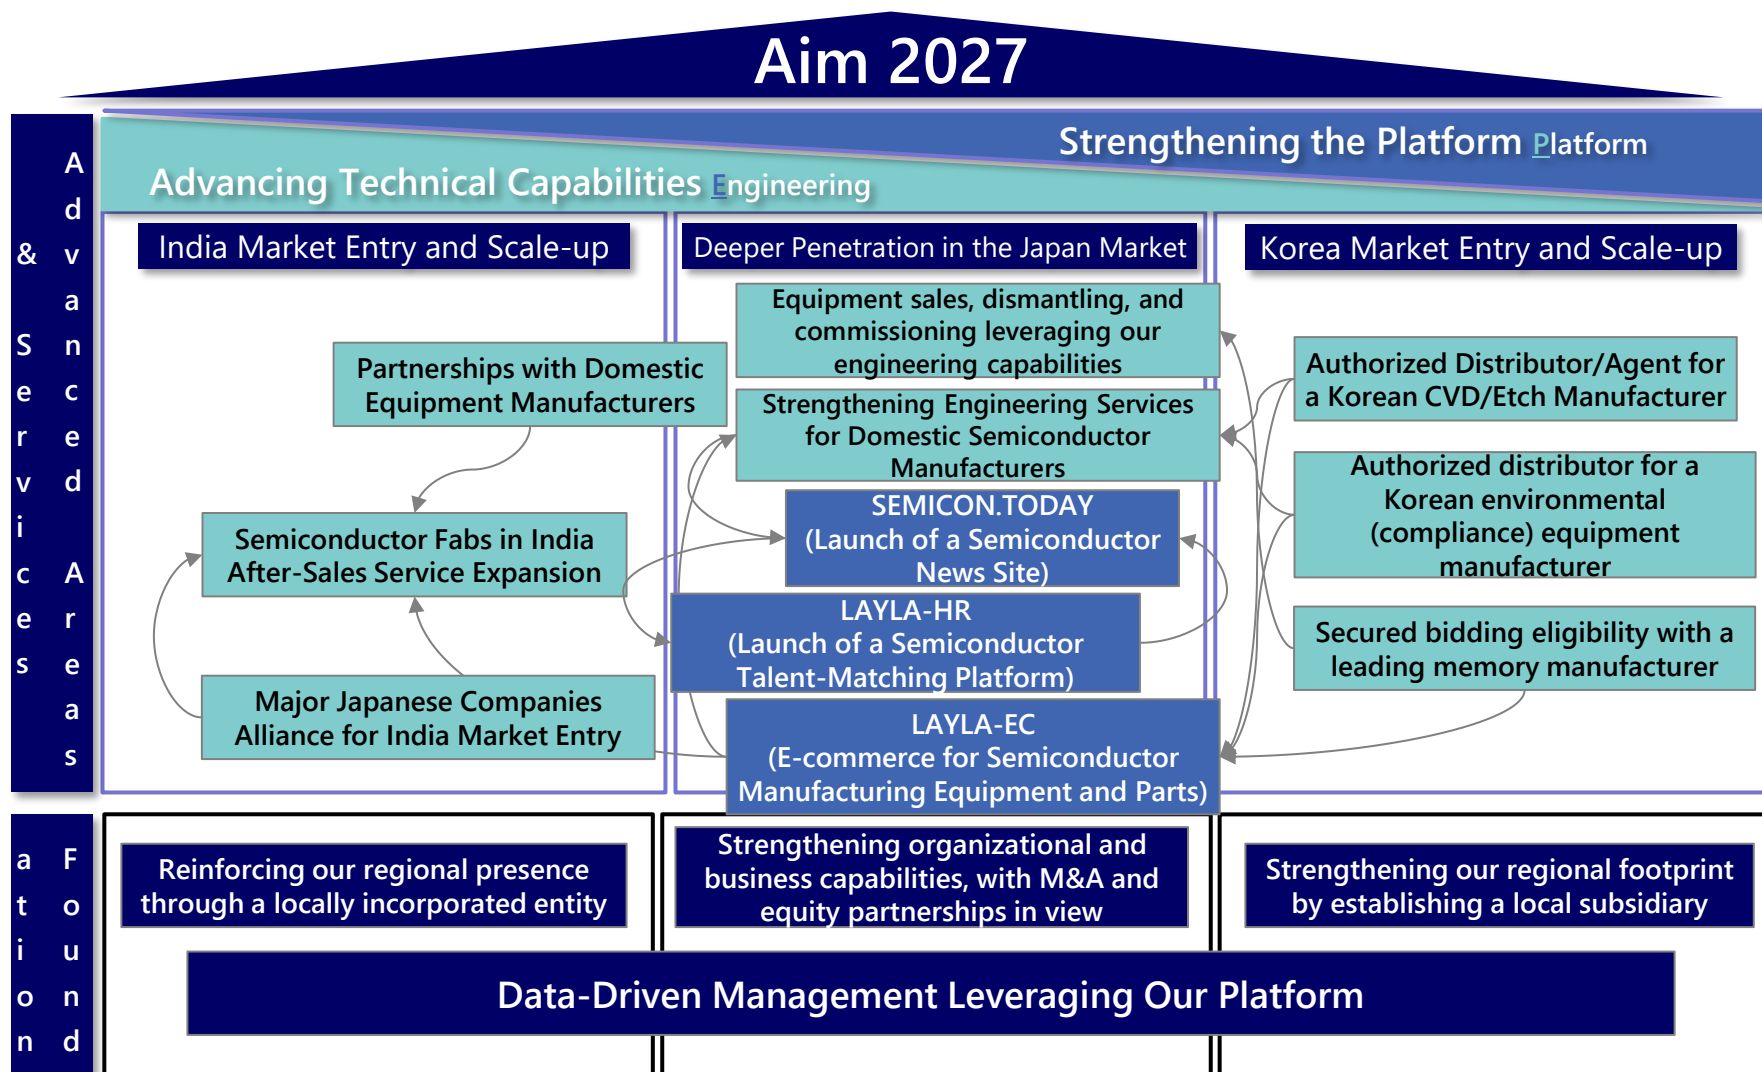 Aim 2027
Strengthening the Platform Platform
Advancing Technical Capabilities Engineering
Advanced Areas
& Services
India Market Entry and Scale-up
Partnerships with Domestic
Equipment Manufacturers
Semiconductor Fabs in India
After-Sales Service Expansion
Major Japanese Companies
Alliance for India Market Entry
Deeper Penetration in the Japan Market
Equipment sales, dismantling, and
commissioning leveraging our
engineering capabilities
Strengthening Engineering Services
for Domestic Semiconductor
Manufacturers
SEMICON.TODAY
(Launch of a Semiconductor
News Site)
LAYLA-HR
(Launch of a Semiconductor
Talent-Matching Platform)
LAYLA-EC
(E-commerce for Semiconductor
Manufacturing Equipment and Parts)
Korea Market Entry and Scale-up
Authorized Distributor/Agent for
a Korean CVD/Etch Manufacturer
Authorized distributor for a
Korean environmental
(compliance) equipment
manufacturer
Secured bidding eligibility with a
leading memory manufacturer
Foundation
Reinforcing our regional presence
through a locally incorporated entity
Strengthening organizational and
business capabilities, with M&A and
equity partnerships in view
Strengthening our regional footprint
by establishing a local subsidiary
Data-Driven Management Leveraging Our Platform